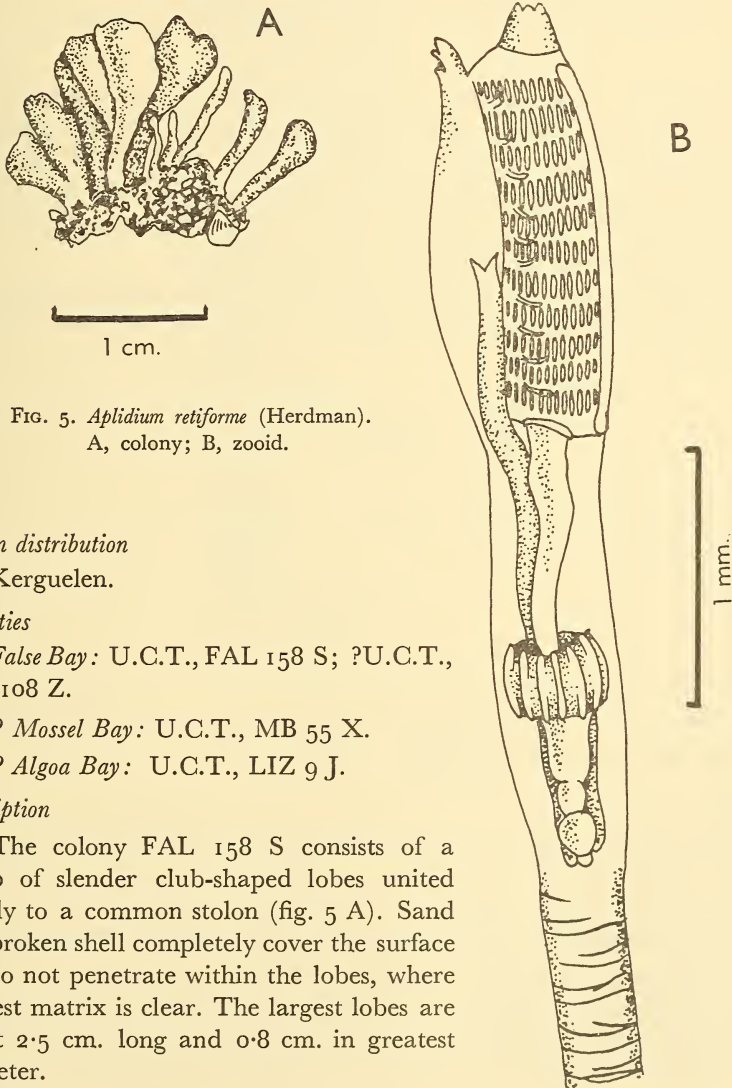 A
B
1 cm.
1 mm.
FIG. 5. Aplidium retiforme (Herdman).
A, colony; B, zooid.
n distribution
Kerguelen.
ties
False Bay: U.C.T., FAL 158 S; ?U.C.T.,
108 Z.
? Mossel Bay: U.C.T., MB 55 X.
? Algoa Bay: U.C.T., LIZ 9 J.
iption
The colony FAL 158 S consists of a
of slender club-shaped lobes united
ly to a common stolon (fig. 5 A). Sand
broken shell completely cover the surface
o not penetrate within the lobes, where
est matrix is clear. The largest lobes are
t 2·5 cm. long and 0·8 cm. in greatest
eter.